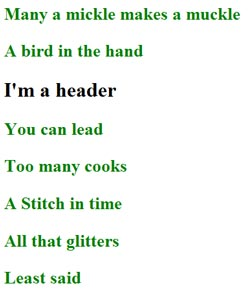 Many a mickle makes a muckle
A bird in the hand
I'm a header
You can lead
Too many cooks
A Stitch in time
All that glitters
Least said